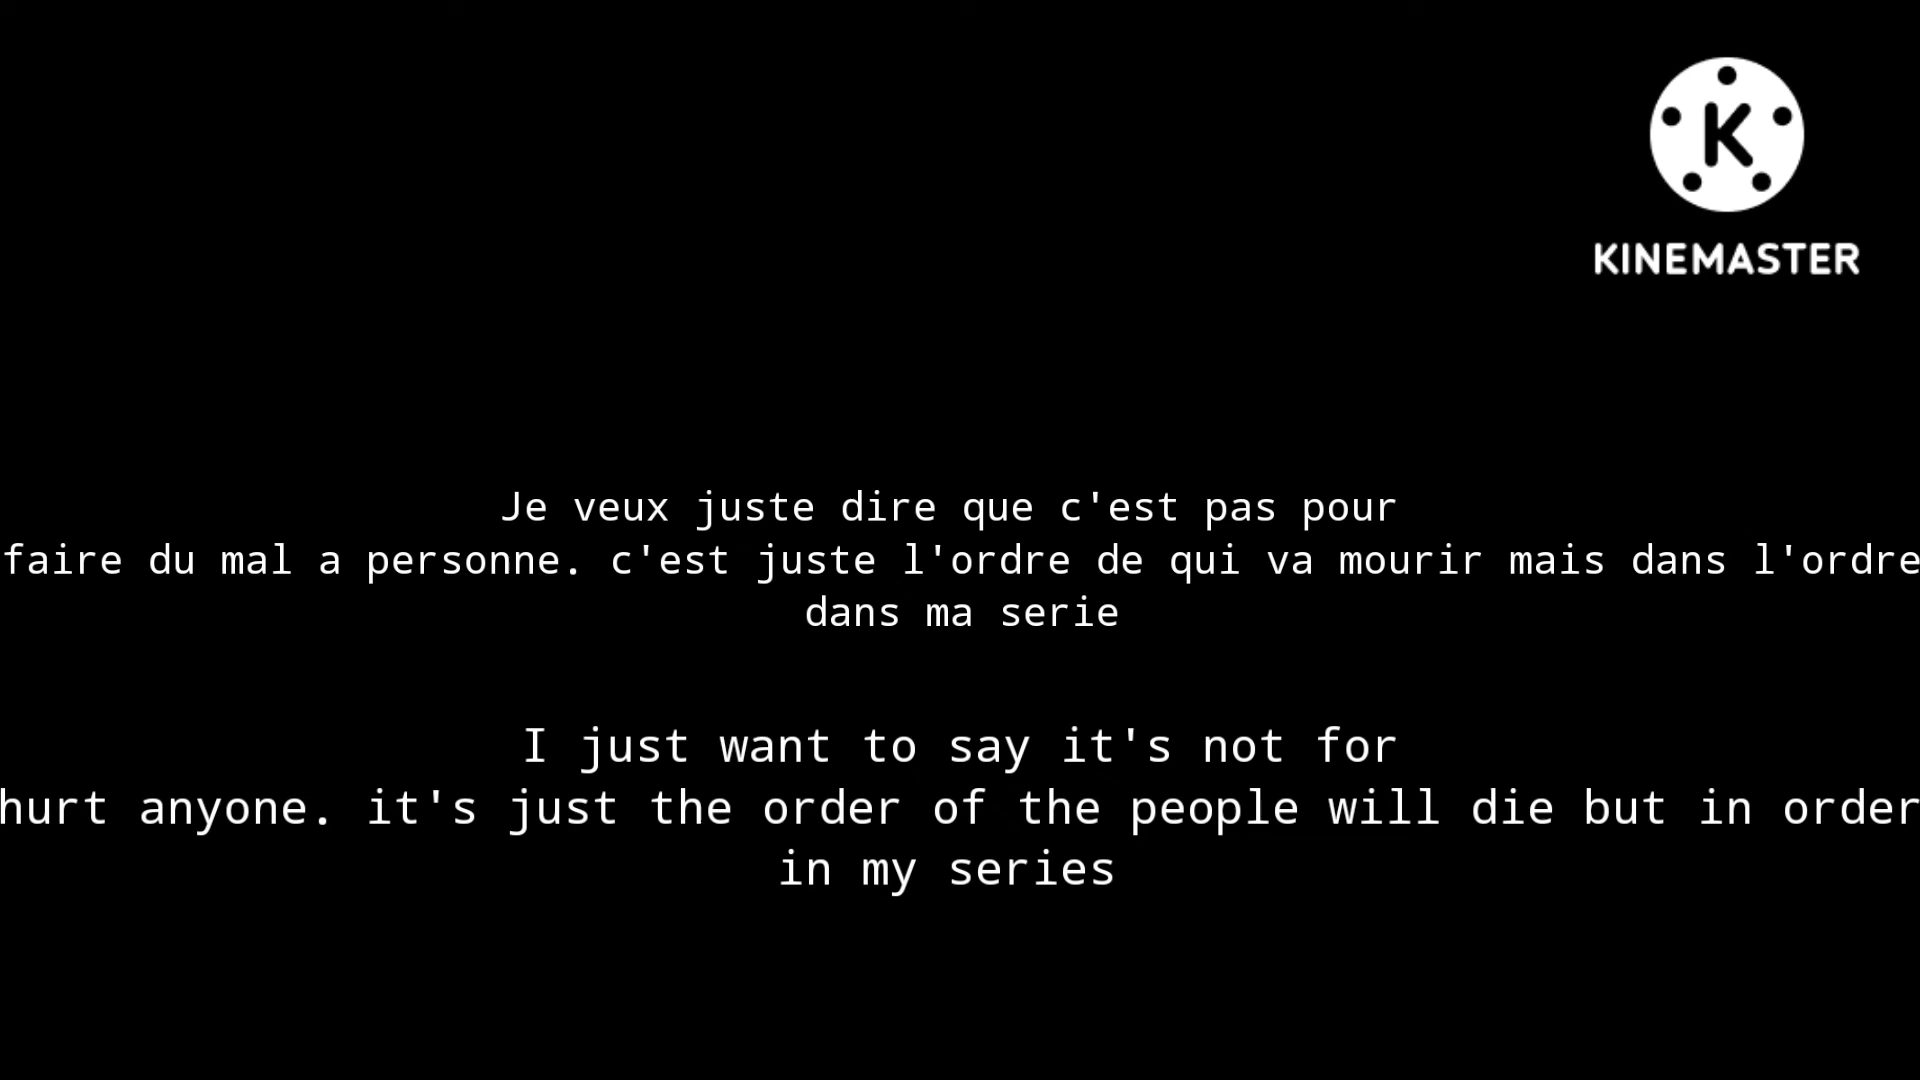 KINEMASTER
Je veux juste dire que c'est pas pour
faire du mal a personne. c'est juste l'ordre de qui va mourir mais dans l'ordre
dans ma serie
I just want to say it's not for
hurt anyone. it's just the order of the people will die but in order
in my series